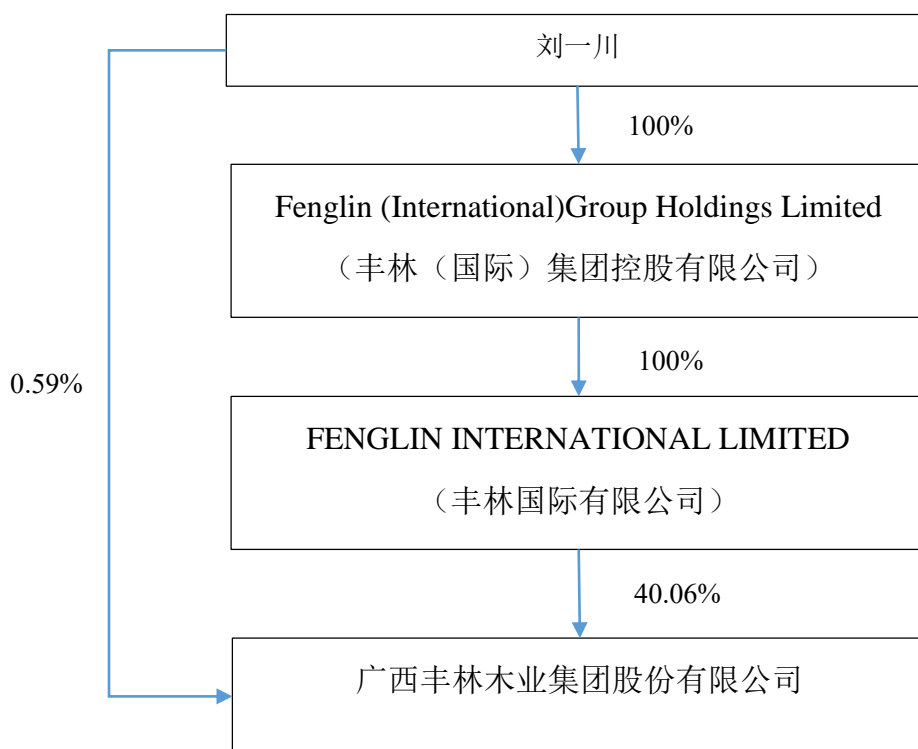 刘一川
100%
Fenglin (International)Group Holdings Limited
（丰林（国际）集团控股有限公司）
100%
0.59%
FENGLIN INTERNATIONAL LIMITED
（丰林国际有限公司）
40.06%
广西丰林木业集团股份有限公司